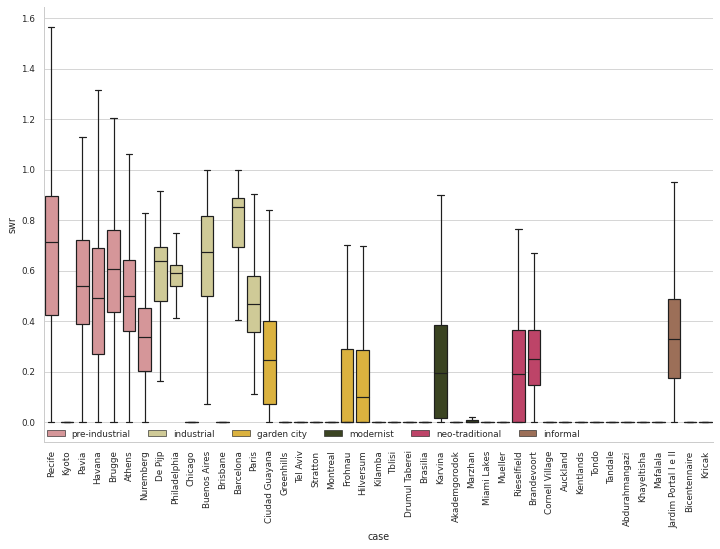 1.6
1.4
1.2
1.0
0.8
0.6
0.4
0.2
0.0
swr
pre-industrial industrial garden city modernist neo-traditional informal
Recife
Kyoto
Pavia
Havana
Brugge
Athens
Nuremberg
De Pijp
Philadelphia
Chicago
Buenos Aires
Brisbane
Barcelona
Paris
Ciudad Guayana
Greenhills
Tel Aviv
Stratton
Montreal
Frohnau
Hilversum
Kilamba
Tblisi
Drumul Taberei
Brasilia
Karvina
Akademgorodok
Marzhan
Miami Lakes
Mueller
Rieselfield
Brandevoort
Cornell Village
Auckland
Kentlands
Tondo
Tandale
Abdurahmangazi
Khayeltisha
Mafalala
Jardim Portal I e II
Bicentennaire
Kricak
case